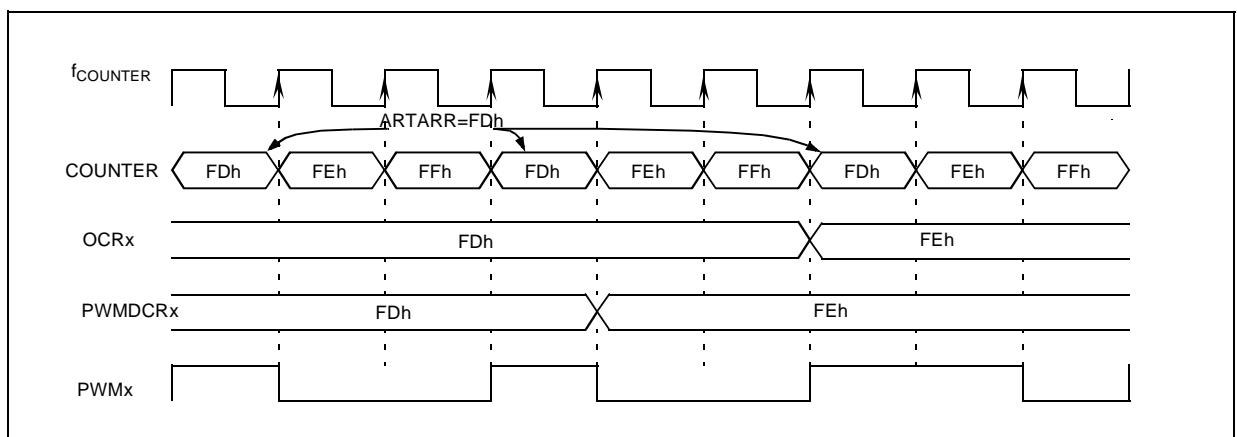 fCOUNTER
ARTARR=FDh
COUNTER FDh FEh FFh FDh FEh FFh FDh FEh FFh
OCRx FDh FEh
PWMDCRx FDh FEh
PWMx